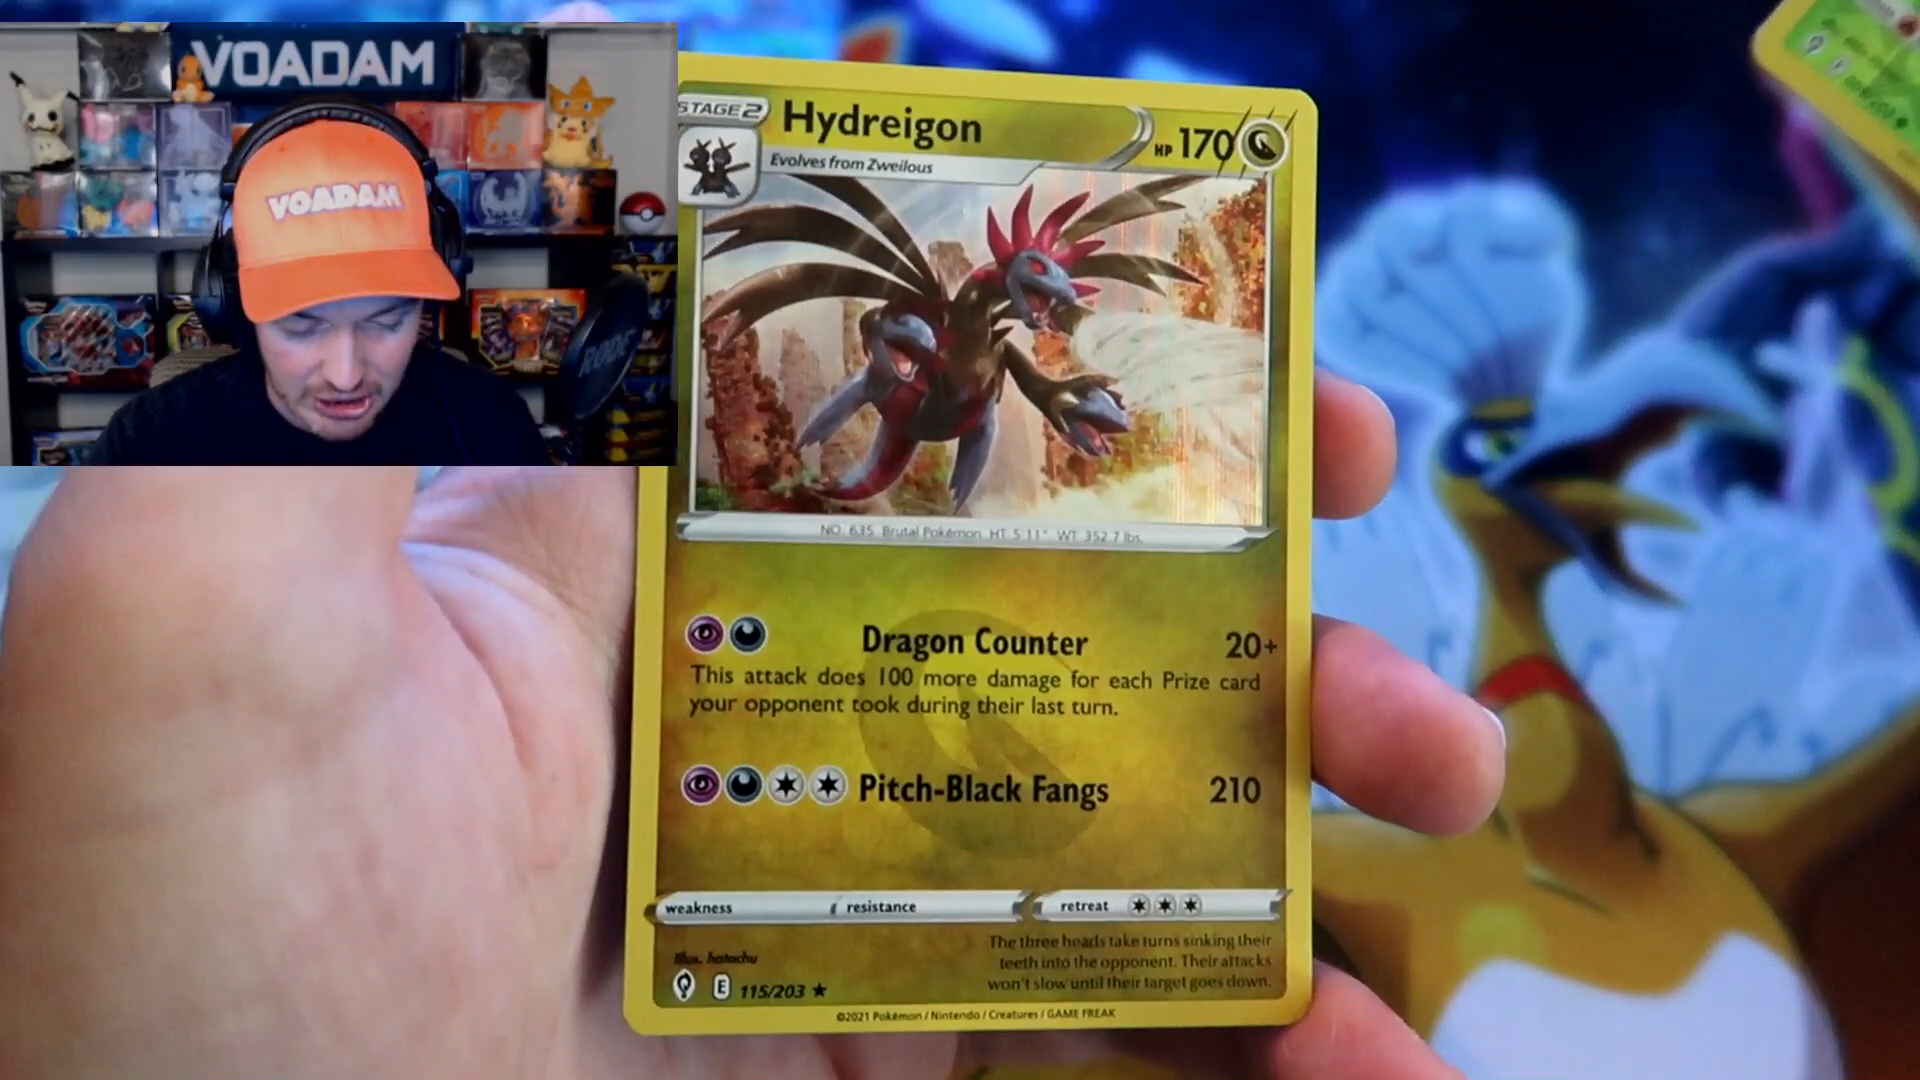 VOADAM
VOADAM
RODE
STAGE 2
Hydreigon
HP 170
Evolves from Zweilous
NO. 635 Brutal Pokémon HT 5'11" WT 352.7 lbs.
Dragon Counter 20+
This attack does 100 more damage for each Prize card
your opponent took during their last turn.
Pitch-Black Fangs 210
weakness resistance retreat
Illus. hatachu
The three heads take turns sinking their
teeth into the opponent. Their attacks
won't slow until their target goes down.
E 115/203
©2021 Pokémon / Nintendo / Creatures / GAME FREAK